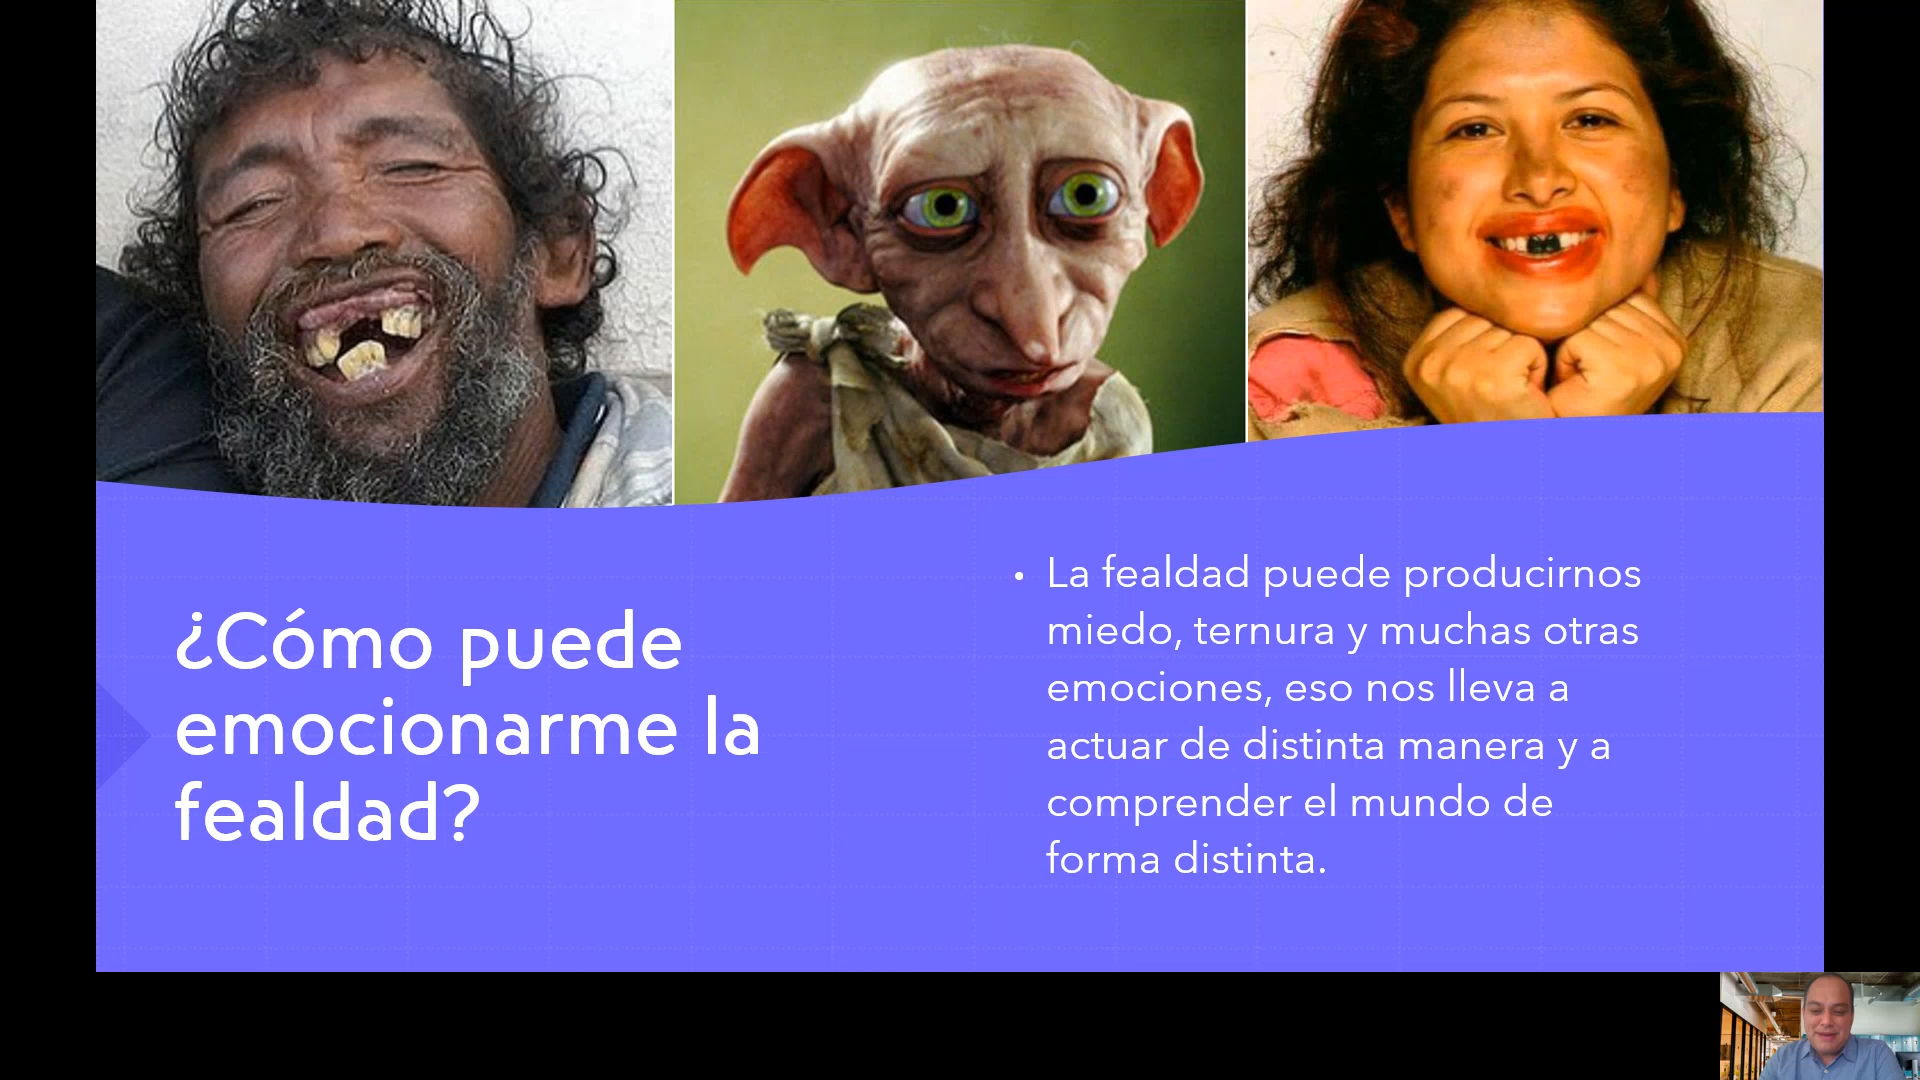 ¿Cómo puede
emocionarme la
fealdad?
• La fealdad puede producirnos
miedo, ternura y muchas otras
emociones, eso nos lleva a
actuar de distinta manera y a
comprender el mundo de
forma distinta.